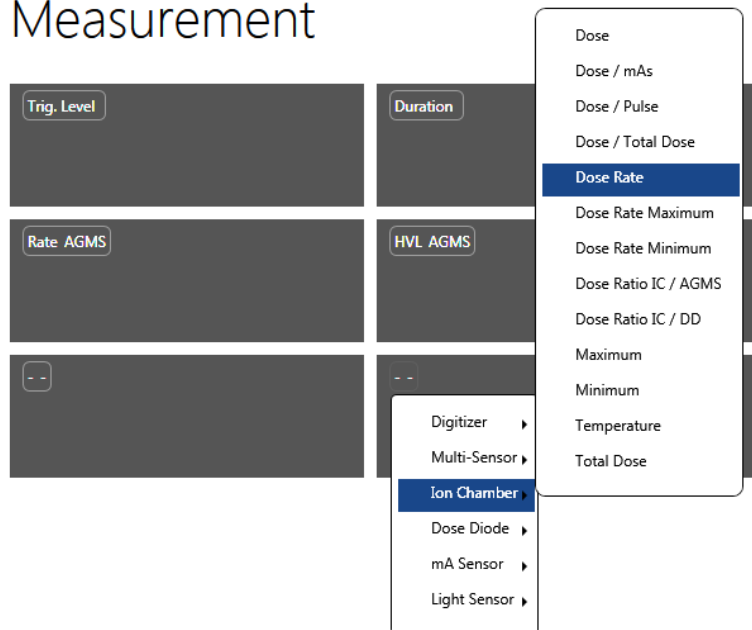 Measurement
Trig. Level
Duration
Rate AGMS
HVL AGMS
- -
- -
Digitizer
Multi-Sensor
Ion Chamber
Dose Diode
mA Sensor
Light Sensor
Dose
Dose / mAs
Dose / Pulse
Dose / Total Dose
Dose Rate
Dose Rate Maximum
Dose Rate Minimum
Dose Ratio IC / AGMS
Dose Ratio IC / DD
Maximum
Minimum
Temperature
Total Dose